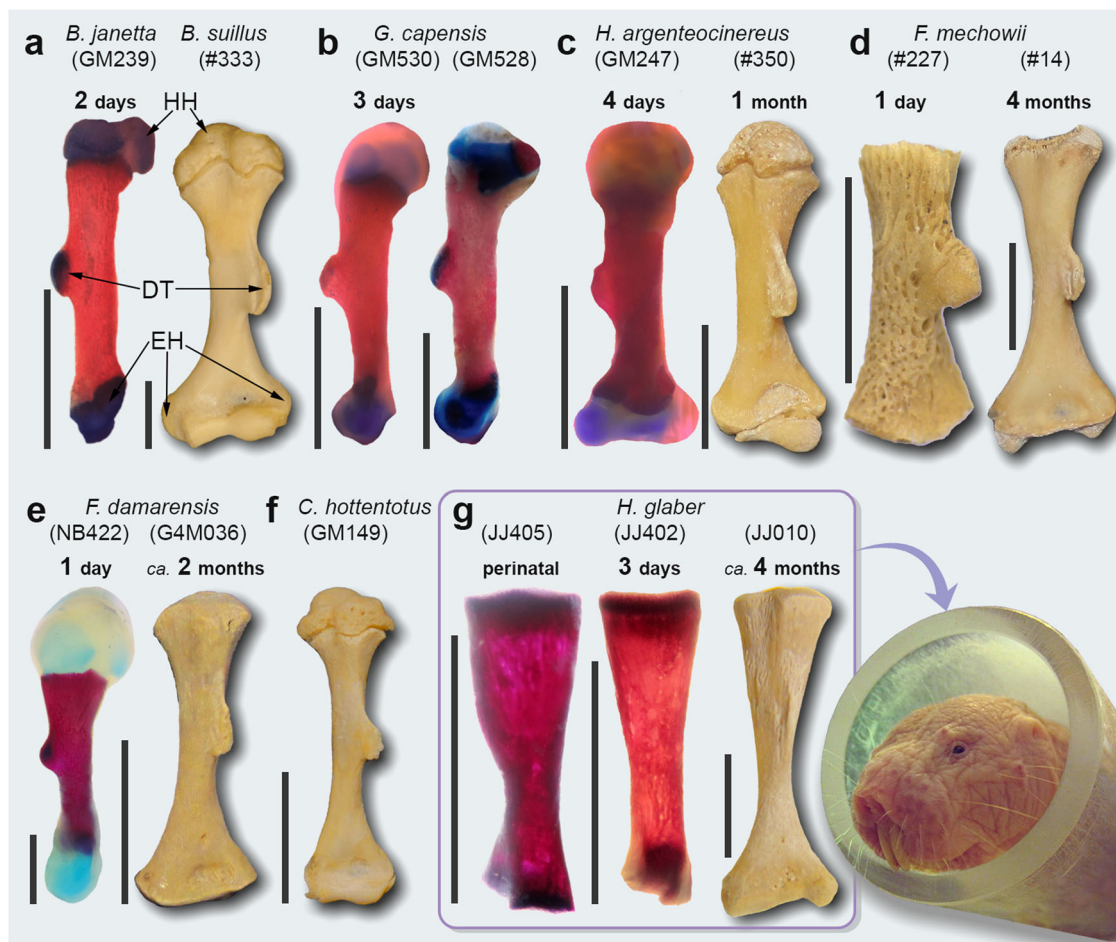 a B. janetta B. suillus b G. capensis c H. argenteocinereus d F. mechowii
(GM239) (#333) (GM530) (GM528) (GM247) (#350) (#227) (#14)
2 days HH 3 days 4 days 1 month 1 day 4 months
DT
EH
e F. damarensis f C. hottentotus g H. glaber
(NB422) (G4M036) (GM149) (JJ405) (JJ402) (JJ010)
1 day ca. 2 months perinatal 3 days ca. 4 months